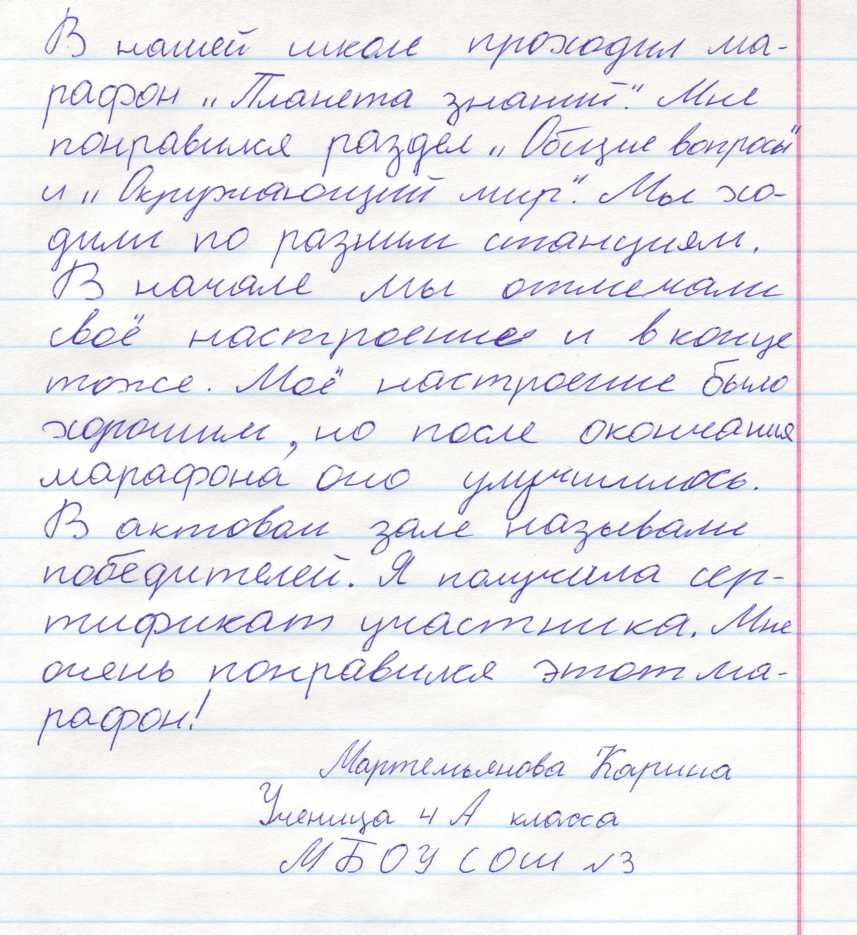 В нашей школе проходил ма-
рафон „Планета знаний". Мне
понравился раздел „Общие вопросы"
и „Окружающий мир". Мы хо-
дили по разним станциям.
В начале мы отмечали
своё настроение и в конце
тоже. Моё настроение было
хорошим, но после окончания
марафона оно улучшилось.
В актовом зале называли
победителей. Я получила сер-
тификат участника. Мне
очень понравился этот ма-
рафон!
Мартемьянова Карина
Ученица 4 А класса
МБОУ СОШ №3